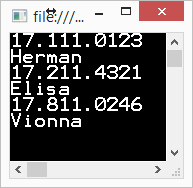 file:///...
17.111.0123
Herman
17.211.4321
Elisa
17.811.0246
Vionna